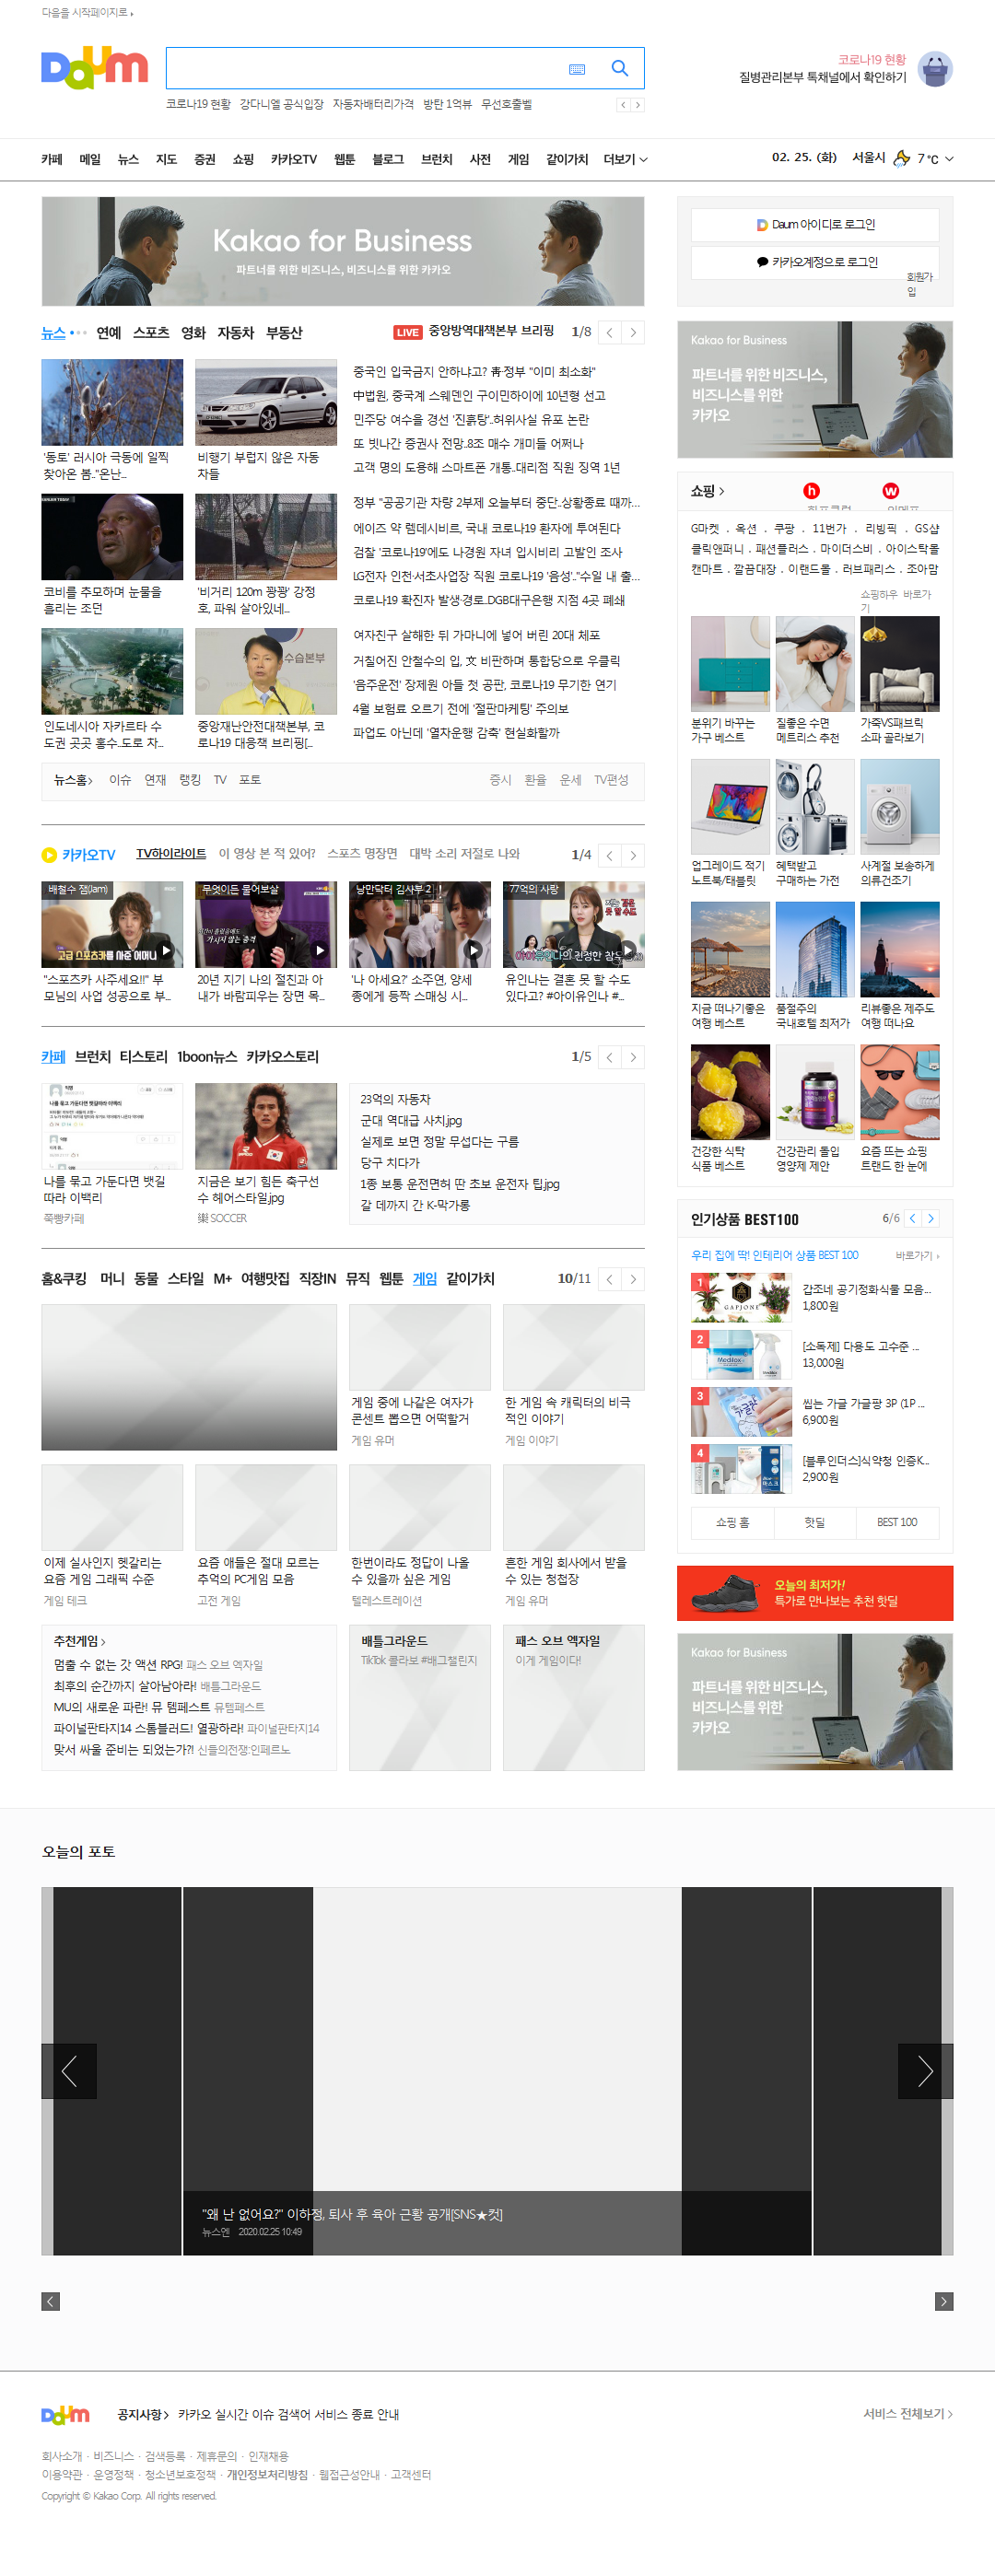 다음을 시작페이지로
Daum
코로나19 현황
질병관리본부 톡채널에서 확인하기
코로나19 현황 강다니엘 공식입장 자동차배터리가격 방탄 1억뷰 무선호출벨
카페 메일 뉴스 지도 증권 쇼핑 카카오TV 웹툰 블로그 브런치 사전 게임 같이가치 더보기
02. 25. (화) 서울시 7 ℃
Kakao for Business
파트너를 위한 비즈니스, 비즈니스를 위한 카카오
Daum 아이디로 로그인
카카오계정으로 로그인
회원가
입
뉴스 연예 스포츠 영화 자동차 부동산
LIVE 중앙방역대책본부 브리핑 1/8
'동토' 러시아 극동에 일찍
찾아온 봄.."온난...
비행기 부럽지 않은 자동
차들
코비를 추모하며 눈물을
흘리는 조던
'비거리 120m 쾅쾅' 강정
호, 파워 살아있네...
인도네시아 자카르타 수
도권 곳곳 홍수..도로 차...
중앙재난안전대책본부, 코
로나19 대응책 브리핑[...
중국인 입국금지 안하냐고? 靑·정부 "이미 최소화"
中법원, 중국계 스웨덴인 구이민하이에 10년형 선고
민주당 여수을 경선 '진흙탕'..허위사실 유포 논란
또 빗나간 증권사 전망..8조 매수 개미들 어쩌나
고객 명의 도용해 스마트폰 개통..대리점 직원 징역 1년
정부 "공공기관 차량 2부제 오늘부터 중단..상황종료 때까...
에이즈 약 렘데시비르, 국내 코로나19 환자에 투여된다
검찰 '코로나19'에도 나경원 자녀 입시비리 고발인 조사
LG전자 인천·서초사업장 직원 코로나19 '음성'.."수일 내 출...
코로나19 확진자 발생·경로..DGB대구은행 지점 4곳 폐쇄
여자친구 살해한 뒤 가마니에 넣어 버린 20대 체포
거칠어진 안철수의 입, 文 비판하며 통합당으로 우클릭
'음주운전' 장제원 아들 첫 공판, 코로나19 무기한 연기
4월 보험료 오르기 전에 '절판마케팅' 주의보
파업도 아닌데 '열차운행 감축' 현실화할까
뉴스홈 이슈 연재 랭킹 TV 포토 증시 환율 운세 TV편성
Kakao for Business
파트너를 위한 비즈니스,
비즈니스를 위한
카카오
쇼핑
h
w
G마켓 옥션 쿠팡 11번가 리빙픽 GS샵
클릭앤퍼니 패션플러스 마이더스비 아이스탁몰
캔마트 깔끔대장 이랜드몰 러브패리스 조아맘
쇼핑하우 바로가
기
분위기 바꾸는
가구 베스트
질좋은 수면
메트리스 추천
가죽VS패브릭
소파 골라보기
업그레이드 적기
노트북/태블릿
혜택받고
구매하는 가전
사계절 보송하게
의류건조기
지금 떠나기좋은
여행 베스트
품절주의
국내호텔 최저가
리뷰좋은 제주도
여행 떠나요
건강한 식탁
식품 베스트
건강관리 돌입
영양제 제안
요즘 뜨는 쇼핑
트랜드 한 눈에
카카오TV TV하이라이트 이 영상 본 적 있어? 스포츠 명장면 대박 소리 저절로 나와 1/4
배철수 잼(Jam)
고급 스포츠카를 사준 어머니
무엇이든 물어보살
가시지 않는 충격
낭만닥터 김사부 2
77억의 사랑
"스포츠카 사주세요!!" 부
모님의 사업 성공으로 부...
20년 지기 나의 절친과 아
내가 바람피우는 장면 목...
'나 아세요?' 소주연, 양세
종에게 등짝 스매싱 시...
유인나는 결혼 못 할 수도
있다고? #아이유인나 #...
카페 브런치 티스토리 1boon뉴스 카카오스토리 1/5
나를 묶고 가둔다면 뱃길
따라 이백리
쭉빵카페
지금은 보기 힘든 축구선
수 헤어스타일.jpg
樂 SOCCER
23억의 자동차
군대 역대급 사치.jpg
실제로 보면 정말 무섭다는 구름
당구 치다가
1종 보통 운전면허 딴 초보 운전자 팁.jpg
갈 데까지 간 K-막가롱
인기상품 BEST100 6/6
우리 집에 딱! 인테리어 상품 BEST 100 바로가기
1
GAPJONE
갑조네 공기정화식물 모음...
1,800원
2
Medilox
[소독제] 다용도 고수준 ...
13,000원
3
씹는 가글 가글팡 3P (1P ...
6,900원
4
[블루인더스]식약청 인증K...
2,900원
쇼핑 홈 핫딜 BEST 100
홈&쿠킹 머니 동물 스타일 M+ 여행맛집 직장IN 뮤직 웹툰 게임 같이가치 10/11
게임 중에 나같은 여자가
콘센트 뽑으면 어떡할거
게임 유머
한 게임 속 캐릭터의 비극
적인 이야기
게임 이야기
이제 실사인지 헷갈리는
요즘 게임 그래픽 수준
게임 테크
요즘 애들은 절대 모르는
추억의 PC게임 모음
고전 게임
한번이라도 정답이 나올
수 있을까 싶은 게임
텔레스트레이션
흔한 게임 회사에서 받을
수 있는 청첩장
게임 유머
추천게임
멈출 수 없는 갓 액션 RPG! 패스 오브 엑자일
최후의 순간까지 살아남아라! 배틀그라운드
MU의 새로운 파란! 뮤 템페스트 뮤템페스트
파이널판타지14 스톰블러드! 열광하라! 파이널판타지14
맞서 싸울 준비는 되었는가?! 신들의전쟁:인페르노
배틀그라운드
TikTok 콜라보 #배그챌린지
패스 오브 엑자일
이게 게임이다!
오늘의 최저가!
특가로 만나보는 추천 핫딜
Kakao for Business
파트너를 위한 비즈니스,
비즈니스를 위한
카카오
오늘의 포토
"왜 난 없어요?" 이하정, 퇴사 후 육아 근황 공개[SNS★컷]
뉴스엔 2020.02.25 10:49
Daum 공지사항 카카오 실시간 이슈 검색어 서비스 종료 안내 서비스 전체보기
회사소개 · 비즈니스 · 검색등록 · 제휴문의 · 인재채용
이용약관 · 운영정책 · 청소년보호정책 · 개인정보처리방침 · 웹접근성안내 · 고객센터
Copyright © Kakao Corp. All rights reserved.